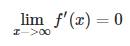 lim f′(x) = 0
x−>∞